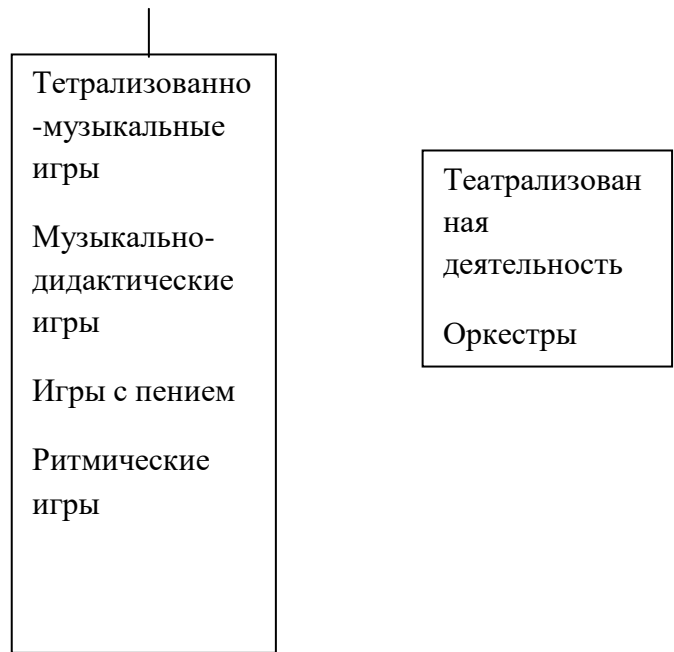 Тетрализованно
-музыкальные
игры
Музыкально-
дидактические
игры
Игры с пением
Ритмические
игры
Театрализован
ная
деятельность
Оркестры